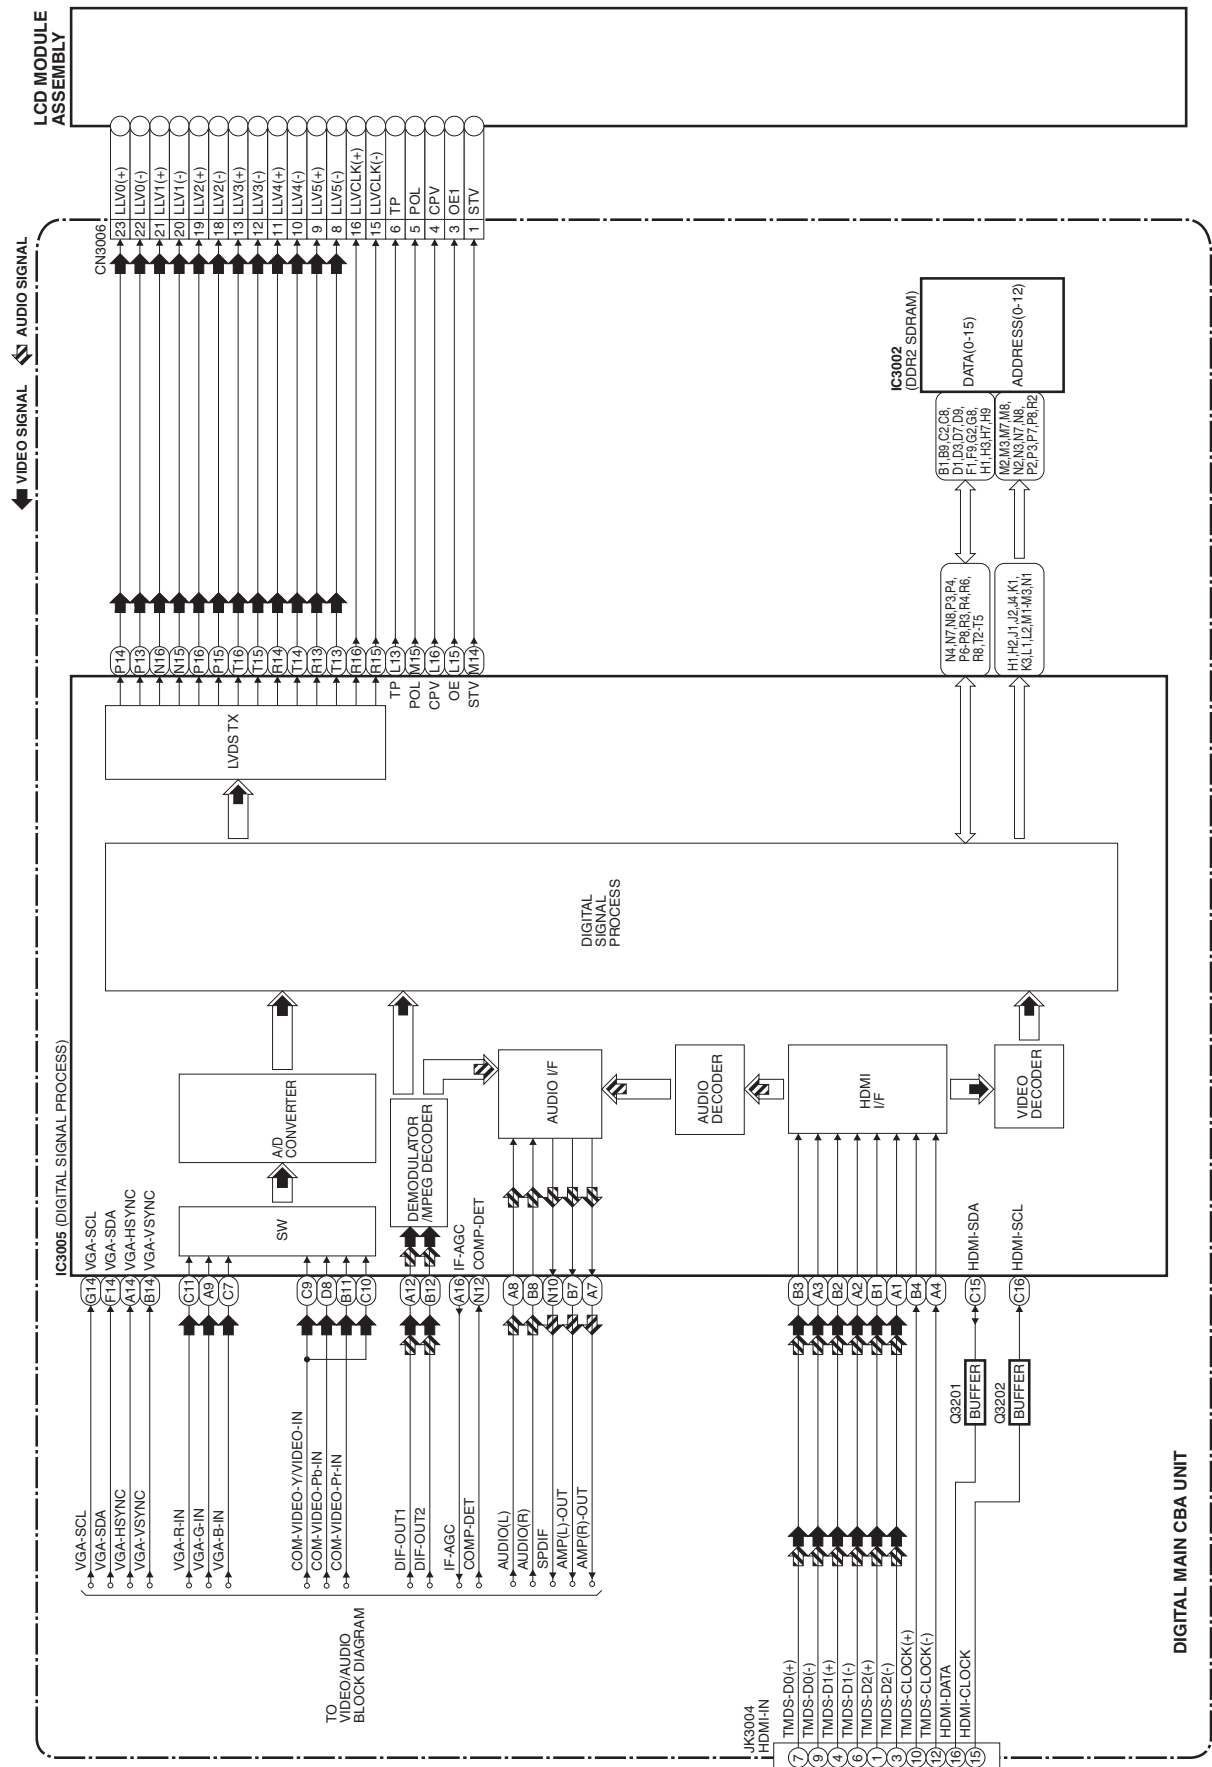 VIDEO SIGNAL
AUDIO SIGNAL
LCD MODULE
ASSEMBLY
CN3006
23 LLV0(+)
22 LLV0(-)
21 LLV1(+)
20 LLV1(-)
19 LLV2(+)
18 LLV2(-)
13 LLV3(+)
12 LLV3(-)
11 LLV4(+)
10 LLV4(-)
9 LLV5(+)
8 LLV5(-)
16 LLVCLK(+)
15 LLVCLK(-)
6 TP
5 POL
4 CPV
3 OE1
1 STV
P14
P13
N16
N15
P16
P15
T16
T15
R14
T14
R13
T13
R16
R15
TP L13
POL M15
CPV L16
OE L15
STV M14
LVDS TX
IC3002
(DDR2 SDRAM)
DATA(0-15)
ADDRESS(0-12)
B1,B9,C2,C8,
D1,D3,D7,D9,
F1,F9,G2,G8,
H1,H3,H7,H9
M2,M3,M7,M8,
N2,N3,N7,N8,
P2,P3,P7,P8,R2
N4,N7,N8,P3,P4,
P6-P8,R3,R4,R6,
R8,T2-T5
H1,H2,J1,J2,J4,K1,
K3,L1,L2,M1-M3,N1
DIGITAL
SIGNAL
PROCESS
IC3005 (DIGITAL SIGNAL PROCESS)
A/D
CONVERTER
SW
DEMODULATOR
/MPEG DECODER
AUDIO I/F
AUDIO
DECODER
HDMI
I/F
VIDEO
DECODER
G14 VGA-SCL
F14 VGA-SDA
A14 VGA-HSYNC
B14 VGA-VSYNC
C11
A9
C7
C9
D8
B11
C10
A12
B12
A16 IF-AGC
N12 COMP-DET
A8
B8
N10
B7
A7
B3
A3
B2
A2
B1
A1
B4
A4
C15 HDMI-SDA
C16 HDMI-SCL
Q3201
BUFFER
Q3202
BUFFER
VGA-SCL
VGA-SDA
VGA-HSYNC
VGA-VSYNC
VGA-R-IN
VGA-G-IN
VGA-B-IN
COM-VIDEO-Y/VIDEO-IN
COM-VIDEO-Pb-IN
COM-VIDEO-Pr-IN
DIF-OUT1
DIF-OUT2
IF-AGC
COMP-DET
AUDIO(L)
AUDIO(R)
SPDIF
AMP(L)-OUT
AMP(R)-OUT
TO
VIDEO/AUDIO
BLOCK DIAGRAM
JK3004
HDMI-IN
7 TMDS-D0(+)
9 TMDS-D0(-)
4 TMDS-D1(+)
6 TMDS-D1(-)
1 TMDS-D2(+)
3 TMDS-D2(-)
10 TMDS-CLOCK(+)
12 TMDS-CLOCK(-)
16 HDMI-DATA
15 HDMI-CLOCK
DIGITAL MAIN CBA UNIT